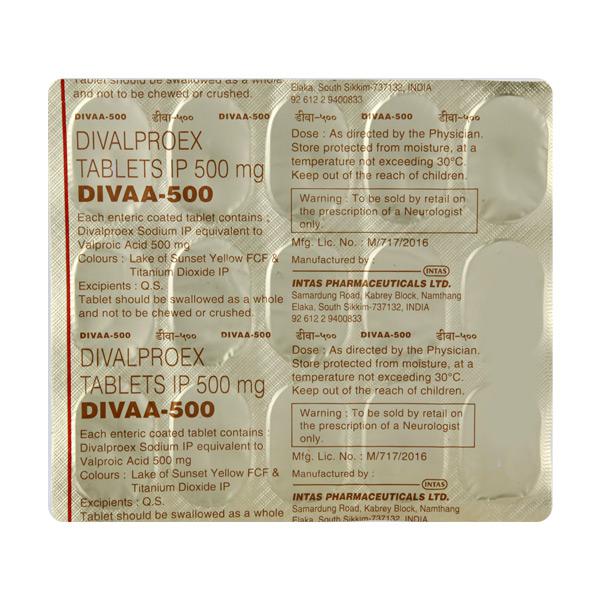 Tablet should be swallowed as a whole
and not to be chewed or crushed.
DIVAA-500 डीवा-५०० DIVAA-500
DIVALPROEX
TABLETS IP 500 mg
DIVAA-500
Each enteric coated tablet contains :
Divalproex Sodium IP equivalent to
Valproic Acid 500 mg
Colours : Lake of Sunset Yellow FCF &
Titanium Dioxide IP
Excipients : Q.S.
Tablet should be swallowed as a whole
and not to be chewed or crushed.
DIVAA-500 डीवा-५०० DIVAA-500
DIVALPROEX
TABLETS IP 500 mg
DIVAA-500
Each enteric coated tablet contains :
Divalproex Sodium IP equivalent to
Valproic Acid 500 mg
Colours : Lake of Sunset Yellow FCF &
Titanium Dioxide IP
Excipients : Q.S.
Tablet should be swallowed as a whole
Elaka, South Sikkim-737132, INDIA
92 612 2 9400833
डीवा-५०० DIVAA-500 डीवा-५००
Dose : As directed by the Physician.
Store protected from moisture, at a
temperature not exceeding 30°C.
Keep out of the reach of children.
Warning : To be sold by retail on
the prescription of a Neurologist
only.
Mfg. Lic. No. : M/717/2016
Manufactured by :
INTAS
INTAS PHARMACEUTICALS LTD.
Samardung Road, Kabrey Block, Namthang
Elaka, South Sikkim-737132, INDIA
92 612 2 9400833
डीवा-५०० DIVAA-500 डीवा-५००
Dose : As directed by the Physician.
Store protected from moisture, at a
temperature not exceeding 30°C.
Keep out of the reach of children.
Warning : To be sold by retail on
the prescription of a Neurologist
only.
Mfg. Lic. No. : M/717/2016
Manufactured by :
INTAS
INTAS PHARMACEUTICALS LTD.
Samardung Road, Kabrey Block, Namthang
Elaka, South Sikkim-737132, INDIA